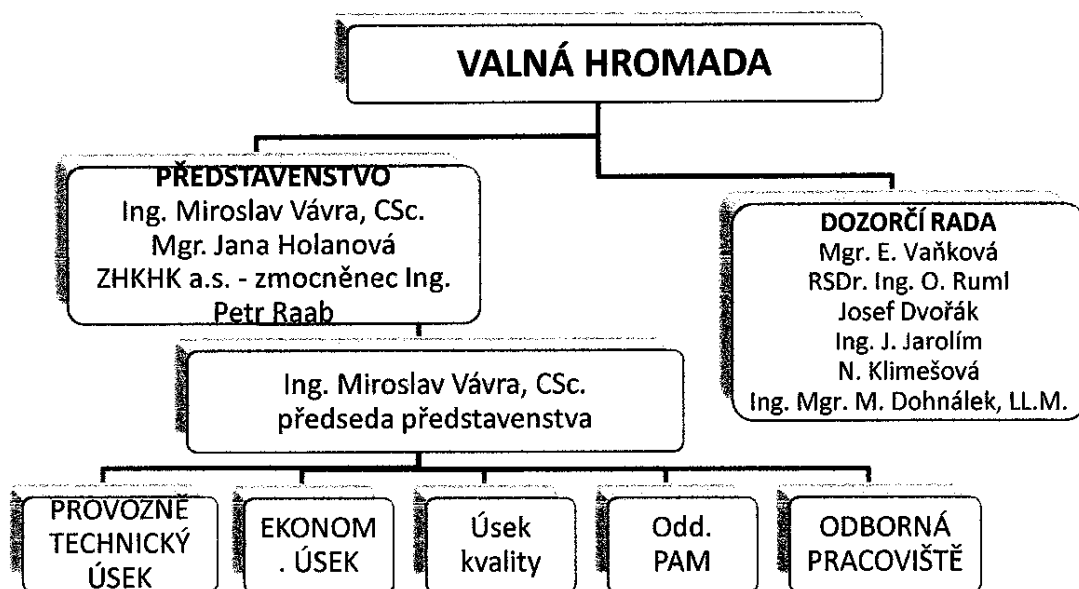 VALNÁ HROMADA
PŘEDSTAVENSTVO
Ing. Miroslav Vávra, CSc.
Mgr. Jana Holanová
ZHKHK a.s. - zmocněnec Ing.
Petr Raab
DOZORČÍ RADA
Mgr. E. Vaňková
RSDr. Ing. O. Ruml
Josef Dvořák
Ing. J. Jarolím
N. Klimešová
Ing. Mgr. M. Dohnálek, LL.M.
Ing. Miroslav Vávra, CSc.
předseda představenstva
PROVOZNĚ
TECHNICKÝ
ÚSEK
EKONOM
. ÚSEK
Úsek
kvality
Odd.
PAM
ODBORNÁ
PRACOVIŠTĚ